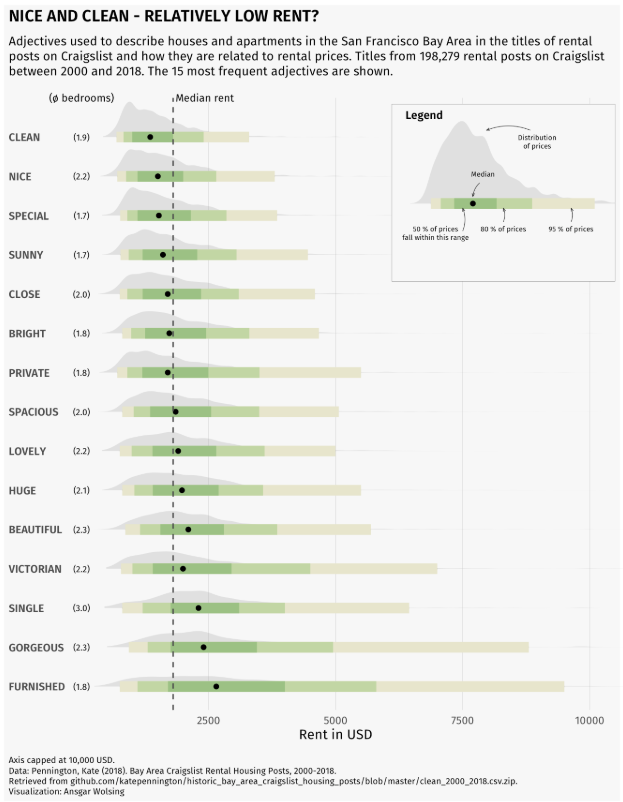 NICE AND CLEAN - RELATIVELY LOW RENT?
Adjectives used to describe houses and apartments in the San Francisco Bay Area in the titles of rental
posts on Craigslist and how they are related to rental prices. Titles from 198,279 rental posts on Craigslist
between 2000 and 2018. The 15 most frequent adjectives are shown.
(ø bedrooms) Median rent
Legend
Distribution
of prices
Median
50 % of prices
fall within this range
80 % of prices
95 % of prices
CLEAN (1.9)
NICE (2.2)
SPECIAL (1.7)
SUNNY (1.7)
CLOSE (2.0)
BRIGHT (1.8)
PRIVATE (1.8)
SPACIOUS (2.0)
LOVELY (2.2)
HUGE (2.1)
BEAUTIFUL (2.3)
VICTORIAN (2.2)
SINGLE (3.0)
GORGEOUS (2.3)
FURNISHED (1.8)
2500 5000 7500 10000
Rent in USD
Axis capped at 10,000 USD.
Data: Pennington, Kate (2018). Bay Area Craigslist Rental Housing Posts, 2000-2018.
Retrieved from github.com/katepennington/historic_bay_area_craigslist_housing_posts/blob/master/clean_2000_2018.csv.zip.
Visualization: Ansgar Wolsing